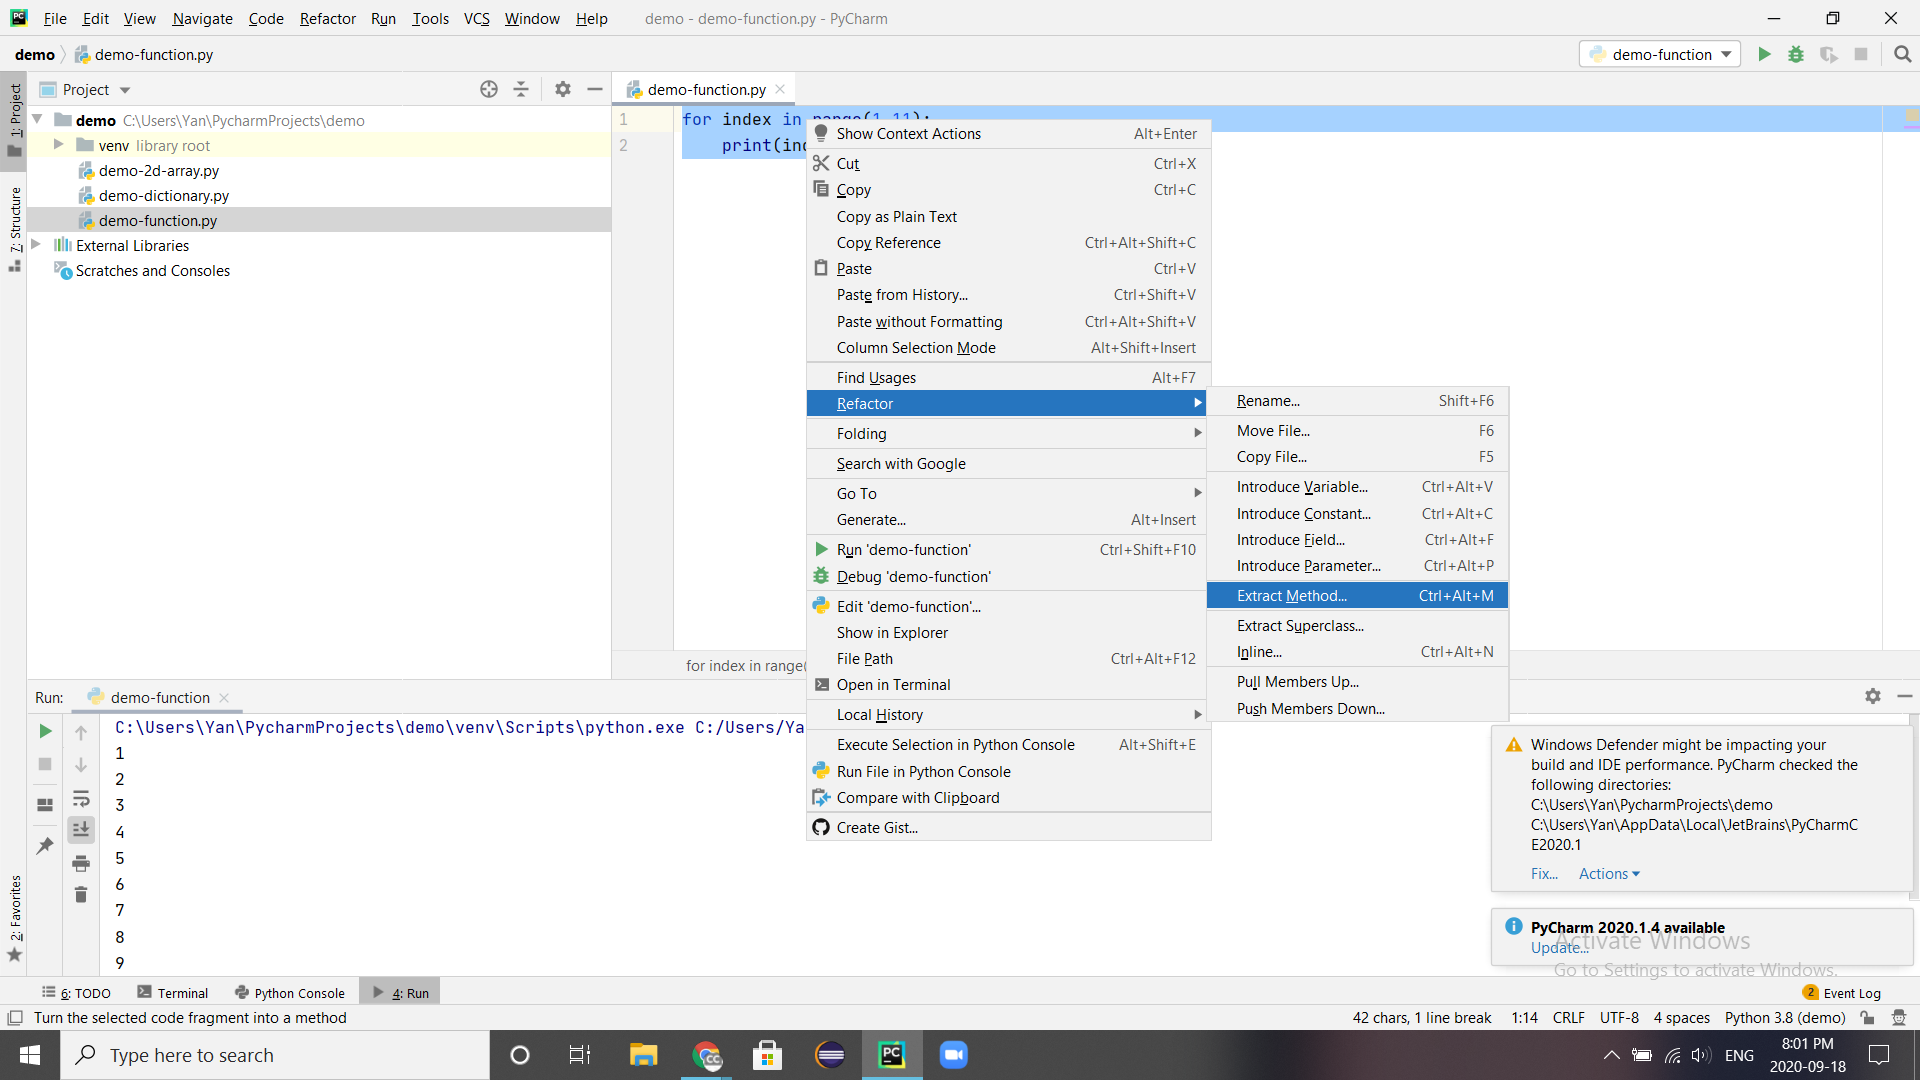 File Edit View Navigate Code Refactor Run Tools VCS Window Help demo - demo-function.py - PyCharm
demo demo-function.py
demo-function
1: Project
7: Structure
2: Favorites
Project
demo C:\Users\Yan\PycharmProjects\demo
venv library root
demo-2d-array.py
demo-dictionary.py
demo-function.py
External Libraries
Scratches and Consoles
demo-function.py
1 for index in range(1,11):
2 print(ind
for index in range(
Show Context Actions Alt+Enter
Cut Ctrl+X
Copy Ctrl+C
Copy as Plain Text
Copy Reference Ctrl+Alt+Shift+C
Paste Ctrl+V
Paste from History... Ctrl+Shift+V
Paste without Formatting Ctrl+Alt+Shift+V
Column Selection Mode Alt+Shift+Insert
Find Usages Alt+F7
Refactor
Folding
Search with Google
Go To
Generate... Alt+Insert
Run 'demo-function' Ctrl+Shift+F10
Debug 'demo-function'
Edit 'demo-function'...
Show in Explorer
File Path Ctrl+Alt+F12
Open in Terminal
Local History
Execute Selection in Python Console Alt+Shift+E
Run File in Python Console
Compare with Clipboard
Create Gist...
Rename... Shift+F6
Move File... F6
Copy File... F5
Introduce Variable... Ctrl+Alt+V
Introduce Constant... Ctrl+Alt+C
Introduce Field... Ctrl+Alt+F
Introduce Parameter... Ctrl+Alt+P
Extract Method... Ctrl+Alt+M
Extract Superclass...
Inline... Ctrl+Alt+N
Pull Members Up...
Push Members Down...
Run: demo-function
C:\Users\Yan\PycharmProjects\demo\venv\Scripts\python.exe C:/Users/Ya
1
2
3
4
5
6
7
8
9
Windows Defender might be impacting your
build and IDE performance. PyCharm checked the
following directories:
C:\Users\Yan\PycharmProjects\demo
C:\Users\Yan\AppData\Local\JetBrains\PyCharmC
E2020.1
Fix... Actions
PyCharm 2020.1.4 available
Update...
Activate Windows
Go to Settings to activate Windows.
6: TODO Terminal Python Console 4: Run 2 Event Log
Turn the selected code fragment into a method 42 chars, 1 line break 1:14 CRLF UTF-8 4 spaces Python 3.8 (demo)
Type here to search
ENG
8:01 PM
2020-09-18